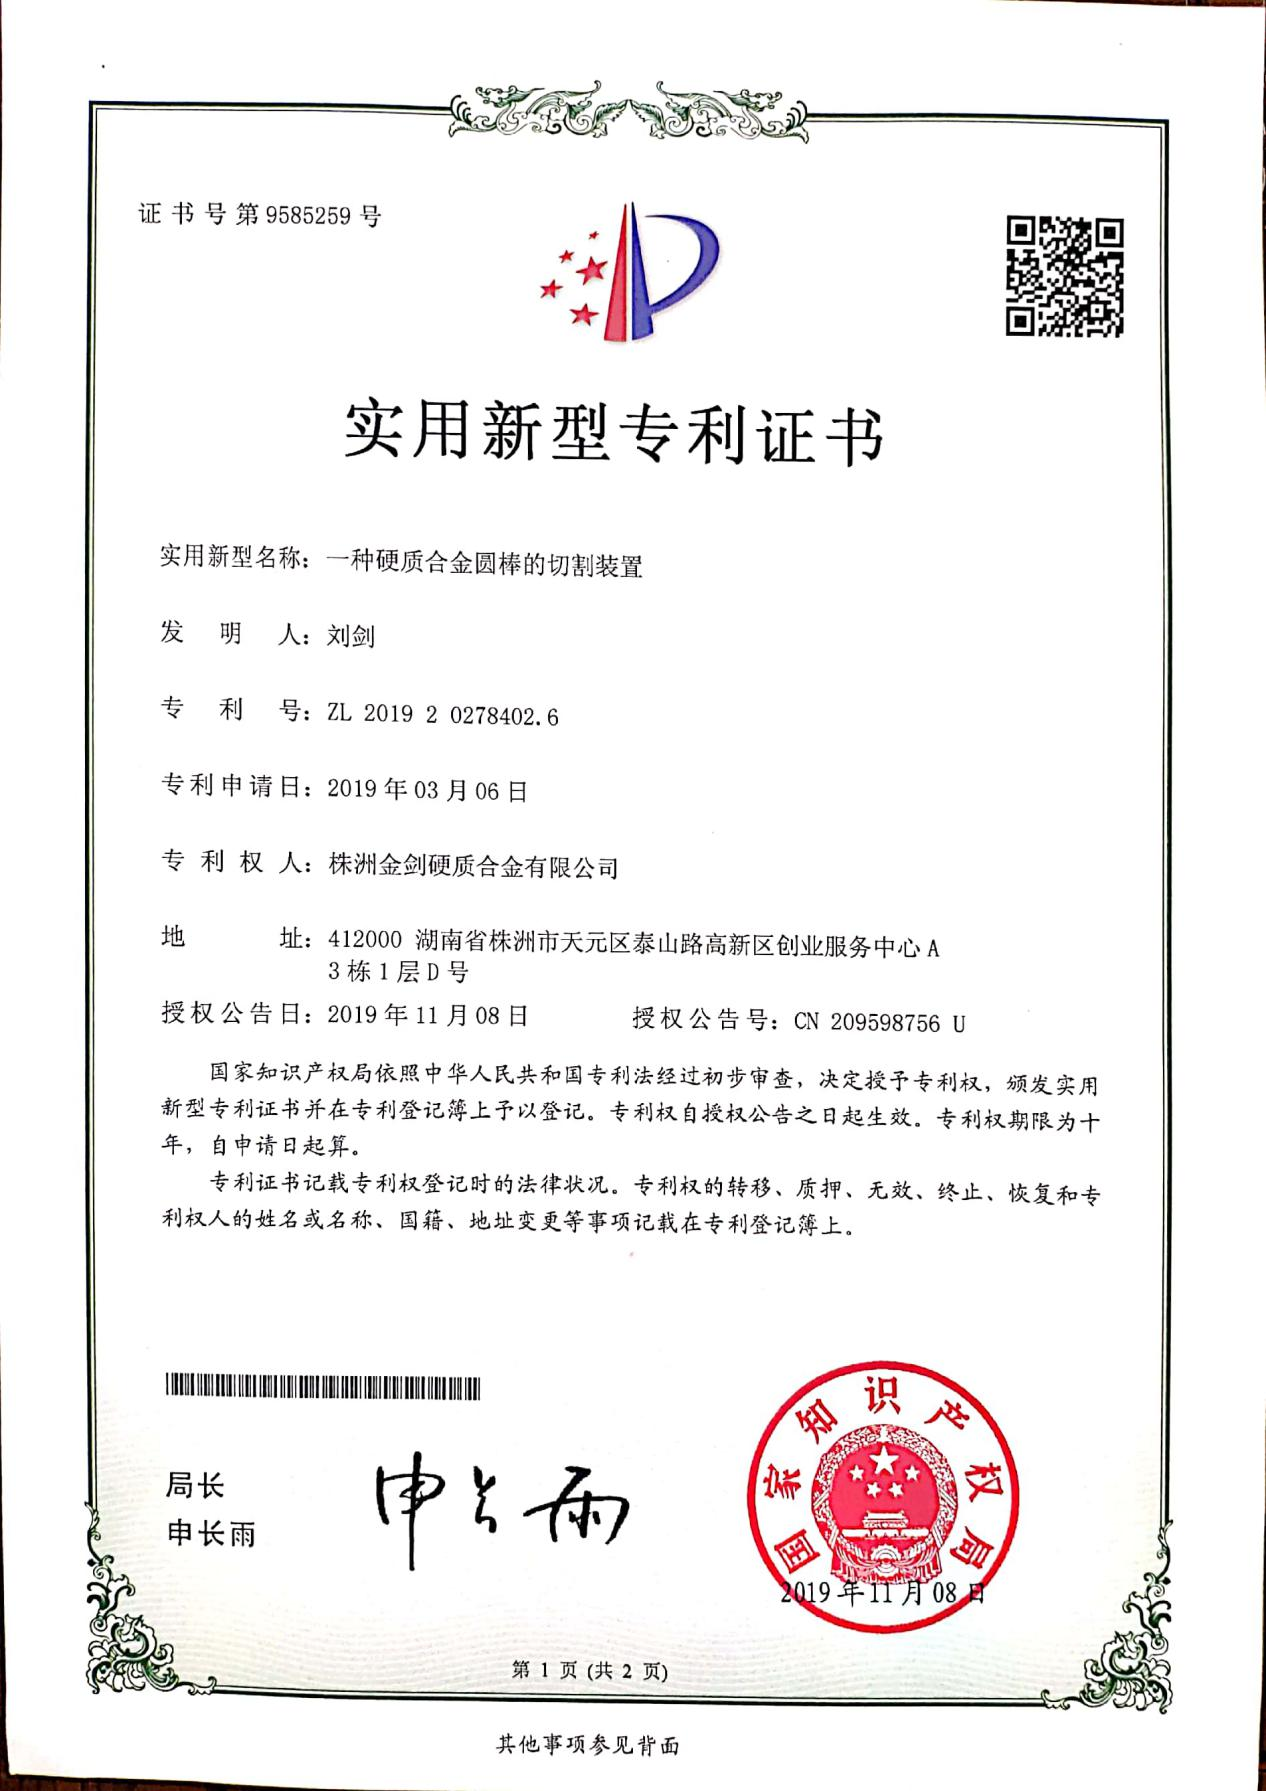 证书号第9585259号
实用新型专利证书
实用新型名称：一种硬质合金圆棒的切割装置
发明人：刘剑
专利号：ZL 2019 2 0278402.6
专利申请日：2019年03月06日
专利权人：株洲金剑硬质合金有限公司
地址：412000 湖南省株洲市天元区泰山路高新区创业服务中心A
3栋1层D号
授权公告日：2019年11月08日 授权公告号：CN 209598756 U
国家知识产权局依照中华人民共和国专利法经过初步审查，决定授予专利权，颁发实用
新型专利证书并在专利登记簿上予以登记。专利权自授权公告之日起生效。专利权期限为十
年，自申请日起算。
专利证书记载专利权登记时的法律状况。专利权的转移、质押、无效、终止、恢复和专
利权人的姓名或名称、国籍、地址变更等事项记载在专利登记簿上。
局长
申长雨
申长雨
国家知识产权局
2019年11月08日
第 1 页 (共 2 页)
其他事项参见背面